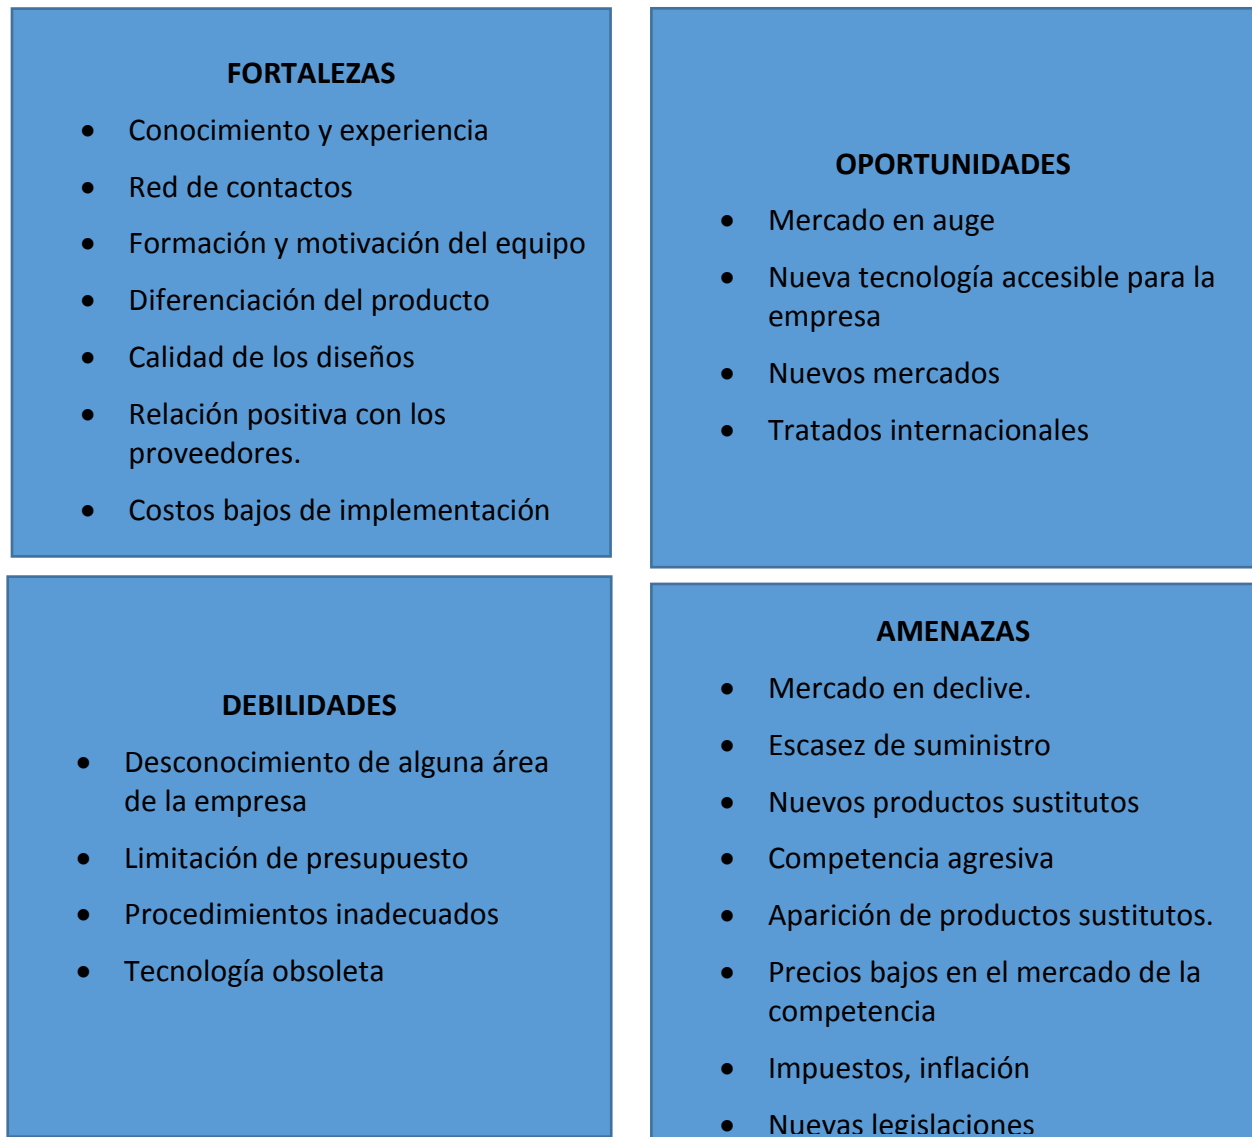 FORTALEZAS
• Conocimiento y experiencia
• Red de contactos
• Formación y motivación del equipo
• Diferenciación del producto
• Calidad de los diseños
• Relación positiva con los
proveedores.
• Costos bajos de implementación
OPORTUNIDADES
• Mercado en auge
• Nueva tecnología accesible para la
empresa
• Nuevos mercados
• Tratados internacionales
DEBILIDADES
• Desconocimiento de alguna área
de la empresa
• Limitación de presupuesto
• Procedimientos inadecuados
• Tecnología obsoleta
AMENAZAS
• Mercado en declive.
• Escasez de suministro
• Nuevos productos sustitutos
• Competencia agresiva
• Aparición de productos sustitutos.
• Precios bajos en el mercado de la
competencia
• Impuestos, inflación
• Nuevas legislaciones